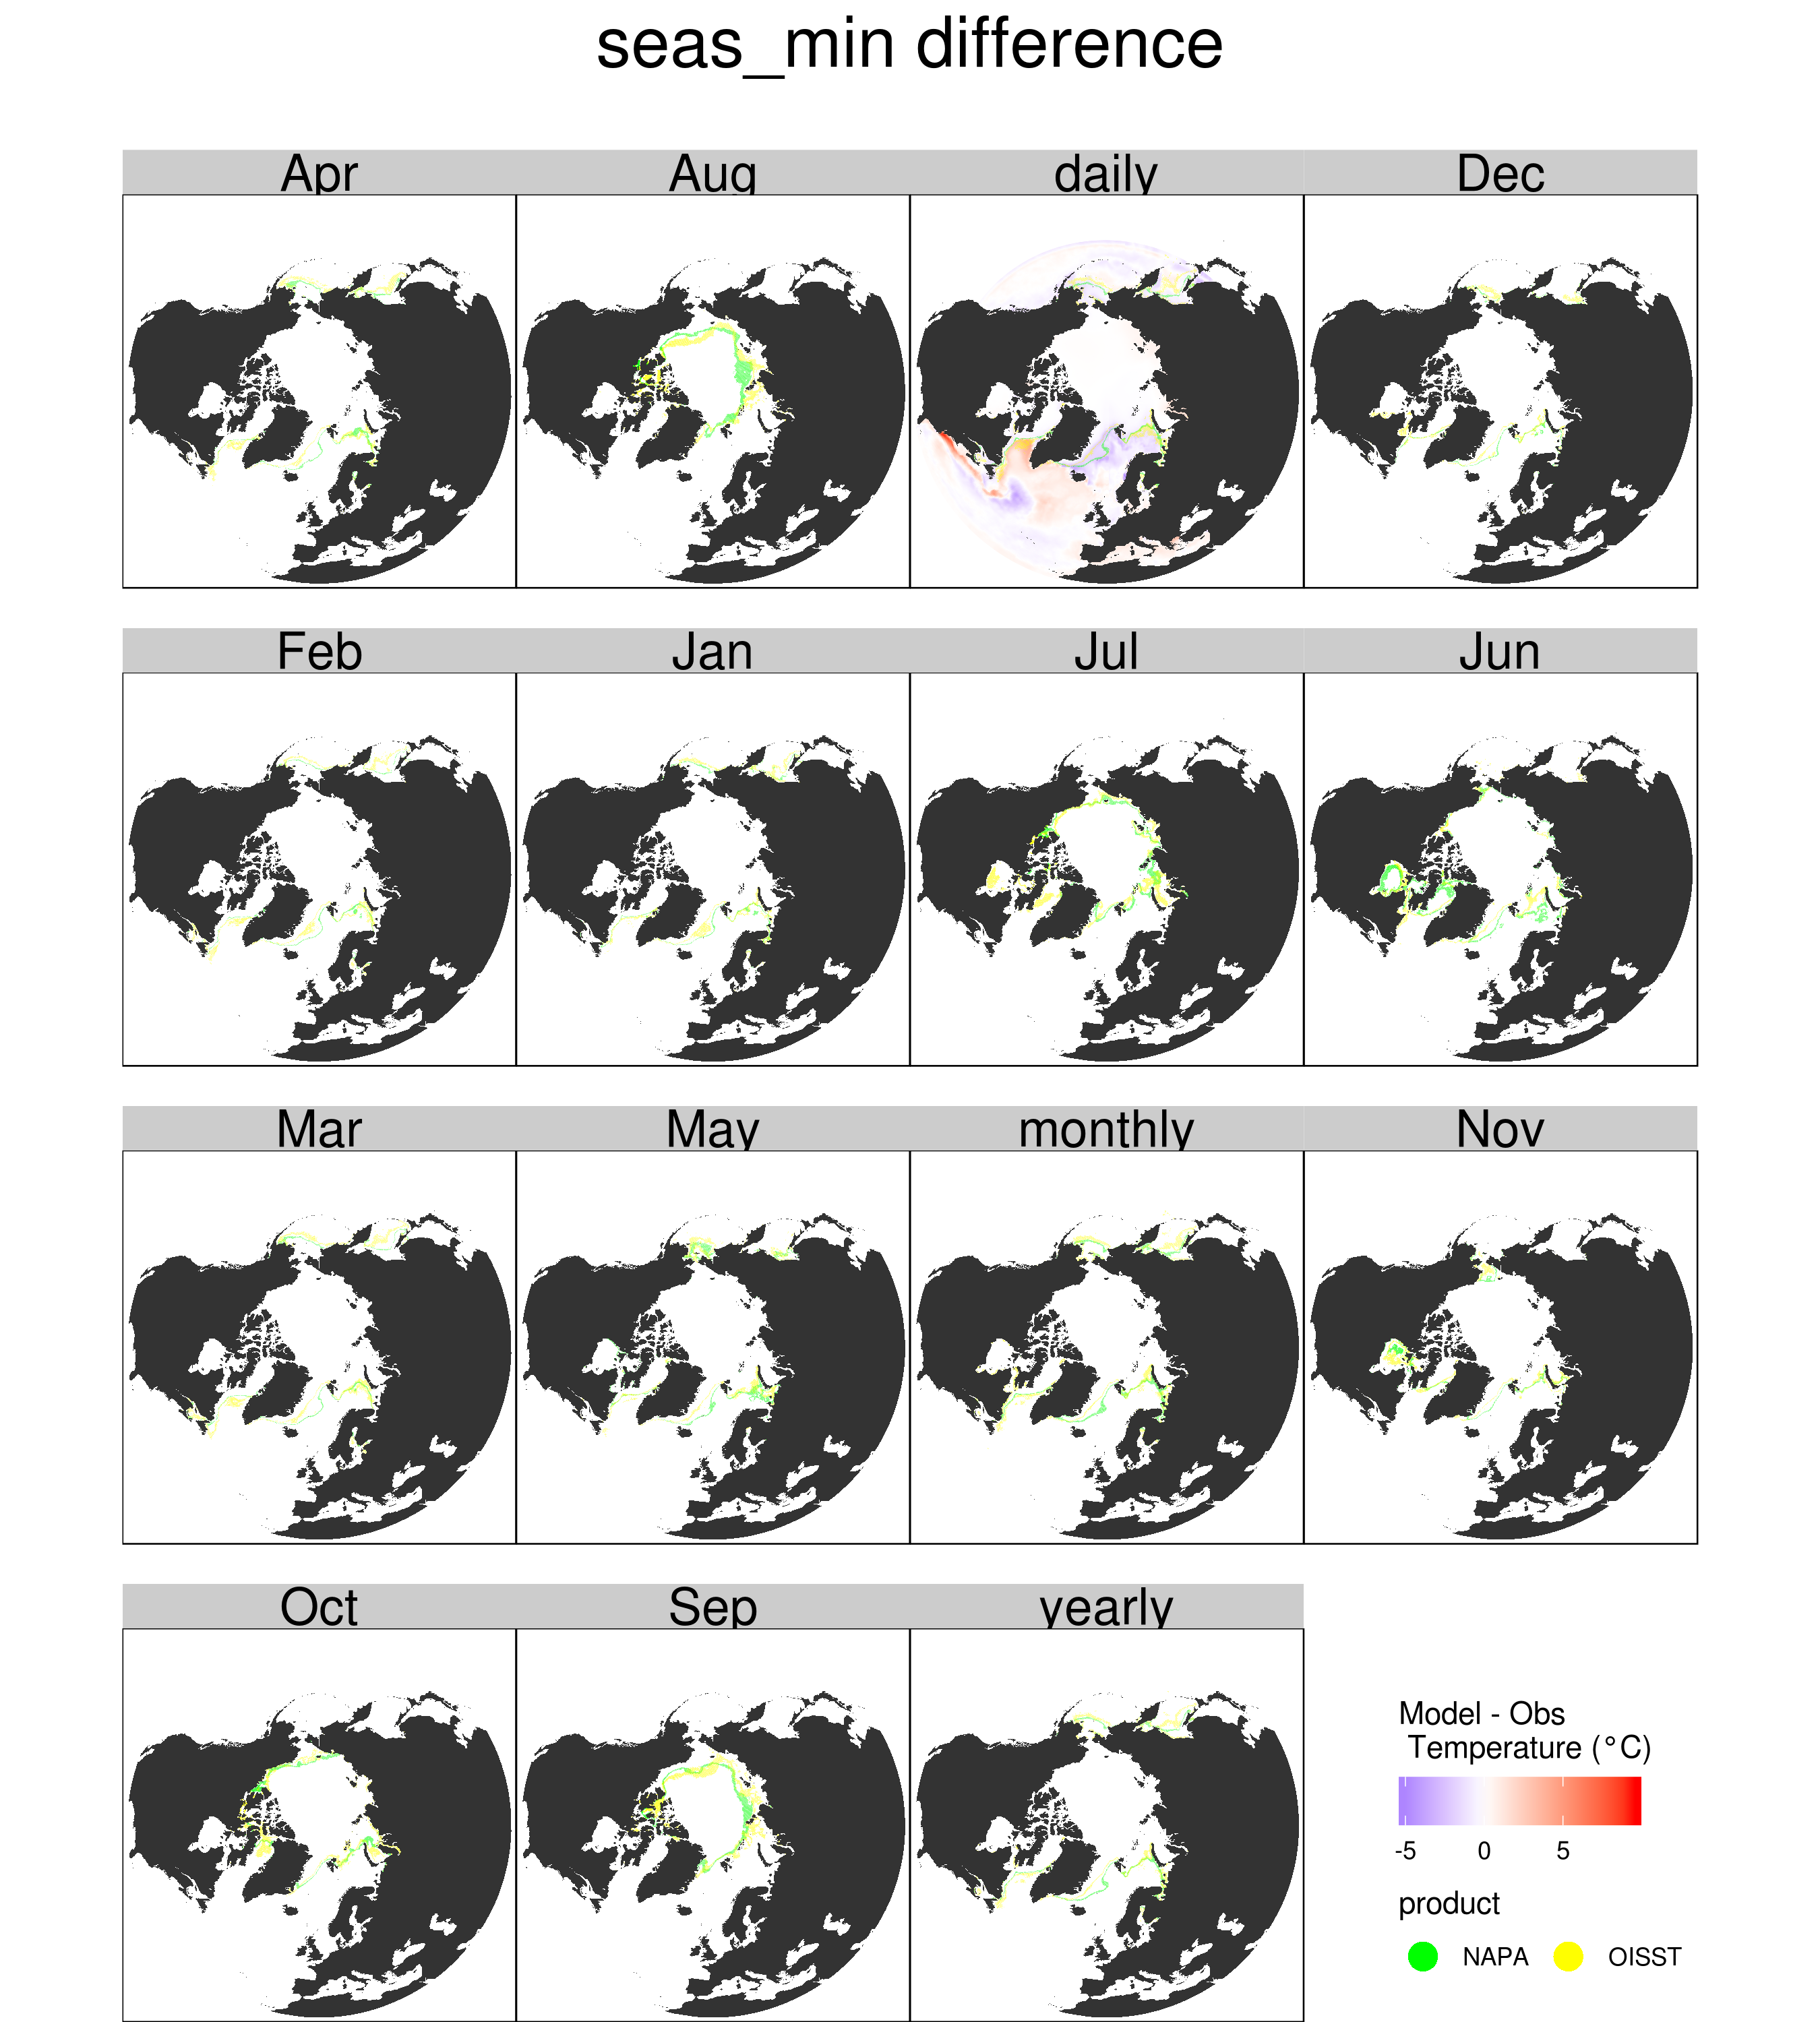 seas_min difference
Apr Aug daily Dec
Feb Jan Jul Jun
Mar May monthly Nov
Oct Sep yearly
Model - Obs
Temperature (°C)
-5 0 5
product
NAPA OISST